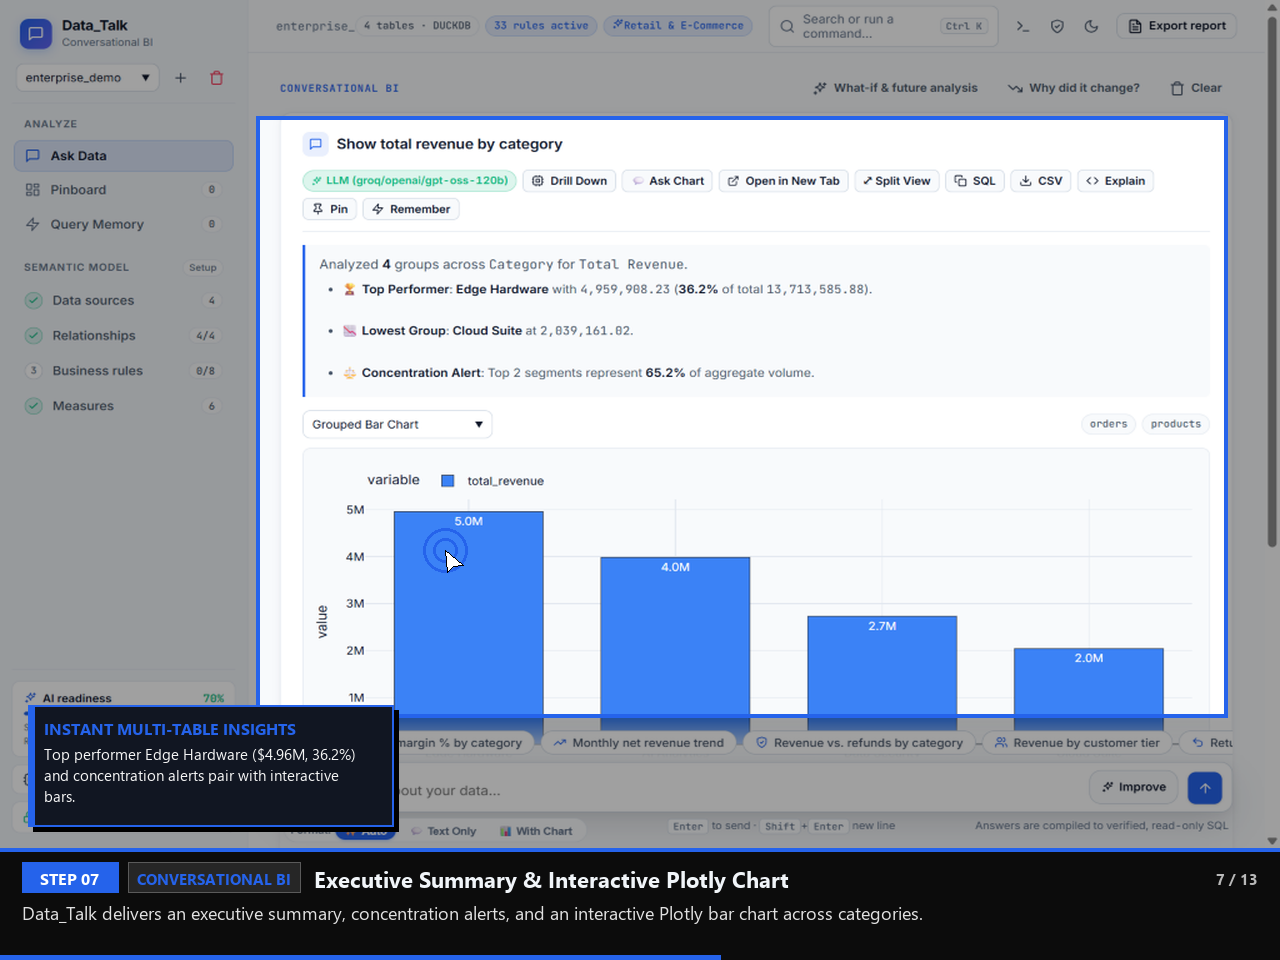 Data_Talk
Conversational BI
enterprise_demo
ANALYZE
Ask Data
Pinboard 0
Query Memory 0
SEMANTIC MODEL Setup
Data sources 4
Relationships 4/4
3 Business rules 0/8
Measures 6
AI readiness 70%
enterprise_ 4 tables · DUCKDB 33 rules active Retail & E-Commerce
Search or run a command... Ctrl K
Export report
CONVERSATIONAL BI
What-if & future analysis Why did it change? Clear
Show total revenue by category
LLM (groq/openai/gpt-oss-120b) Drill Down Ask Chart Open in New Tab Split View SQL CSV Explain
Pin Remember
Analyzed 4 groups across Category for Total Revenue.
• Top Performer: Edge Hardware with 4,959,908.23 (36.2% of total 13,713,585.88).
• Lowest Group: Cloud Suite at 2,039,161.02.
• Concentration Alert: Top 2 segments represent 65.2% of aggregate volume.
Grouped Bar Chart
orders products
variable total_revenue
value
5M
4M
3M
2M
1M
5.0M
4.0M
2.7M
2.0M
margin % by category Monthly net revenue trend Revenue vs. refunds by category Revenue by customer tier Retu
out your data...
Improve
Auto Text Only With Chart
Enter to send · Shift + Enter new line
Answers are compiled to verified, read-only SQL
INSTANT MULTI-TABLE INSIGHTS
Top performer Edge Hardware ($4.96M, 36.2%)
and concentration alerts pair with interactive
bars.
STEP 07 CONVERSATIONAL BI Executive Summary & Interactive Plotly Chart 7 / 13
Data_Talk delivers an executive summary, concentration alerts, and an interactive Plotly bar chart across categories.